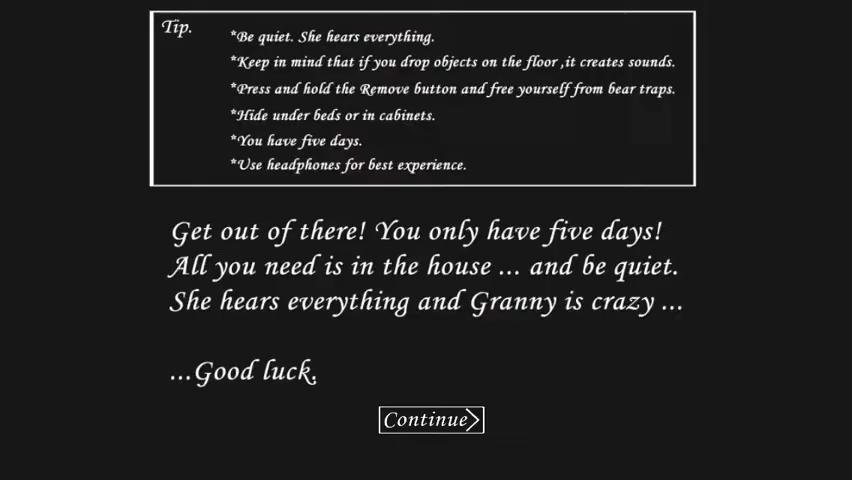 Tip.
*Be quiet. She hears everything.
*Keep in mind that if you drop objects on the floor ,it creates sounds.
*Press and hold the Remove button and free yourself from bear traps.
*Hide under beds or in cabinets.
*You have five days.
*Use headphones for best experience.
Get out of there! You only have five days!
All you need is in the house ... and be quiet.
She hears everything and Granny is crazy ...
...Good luck.
Continue